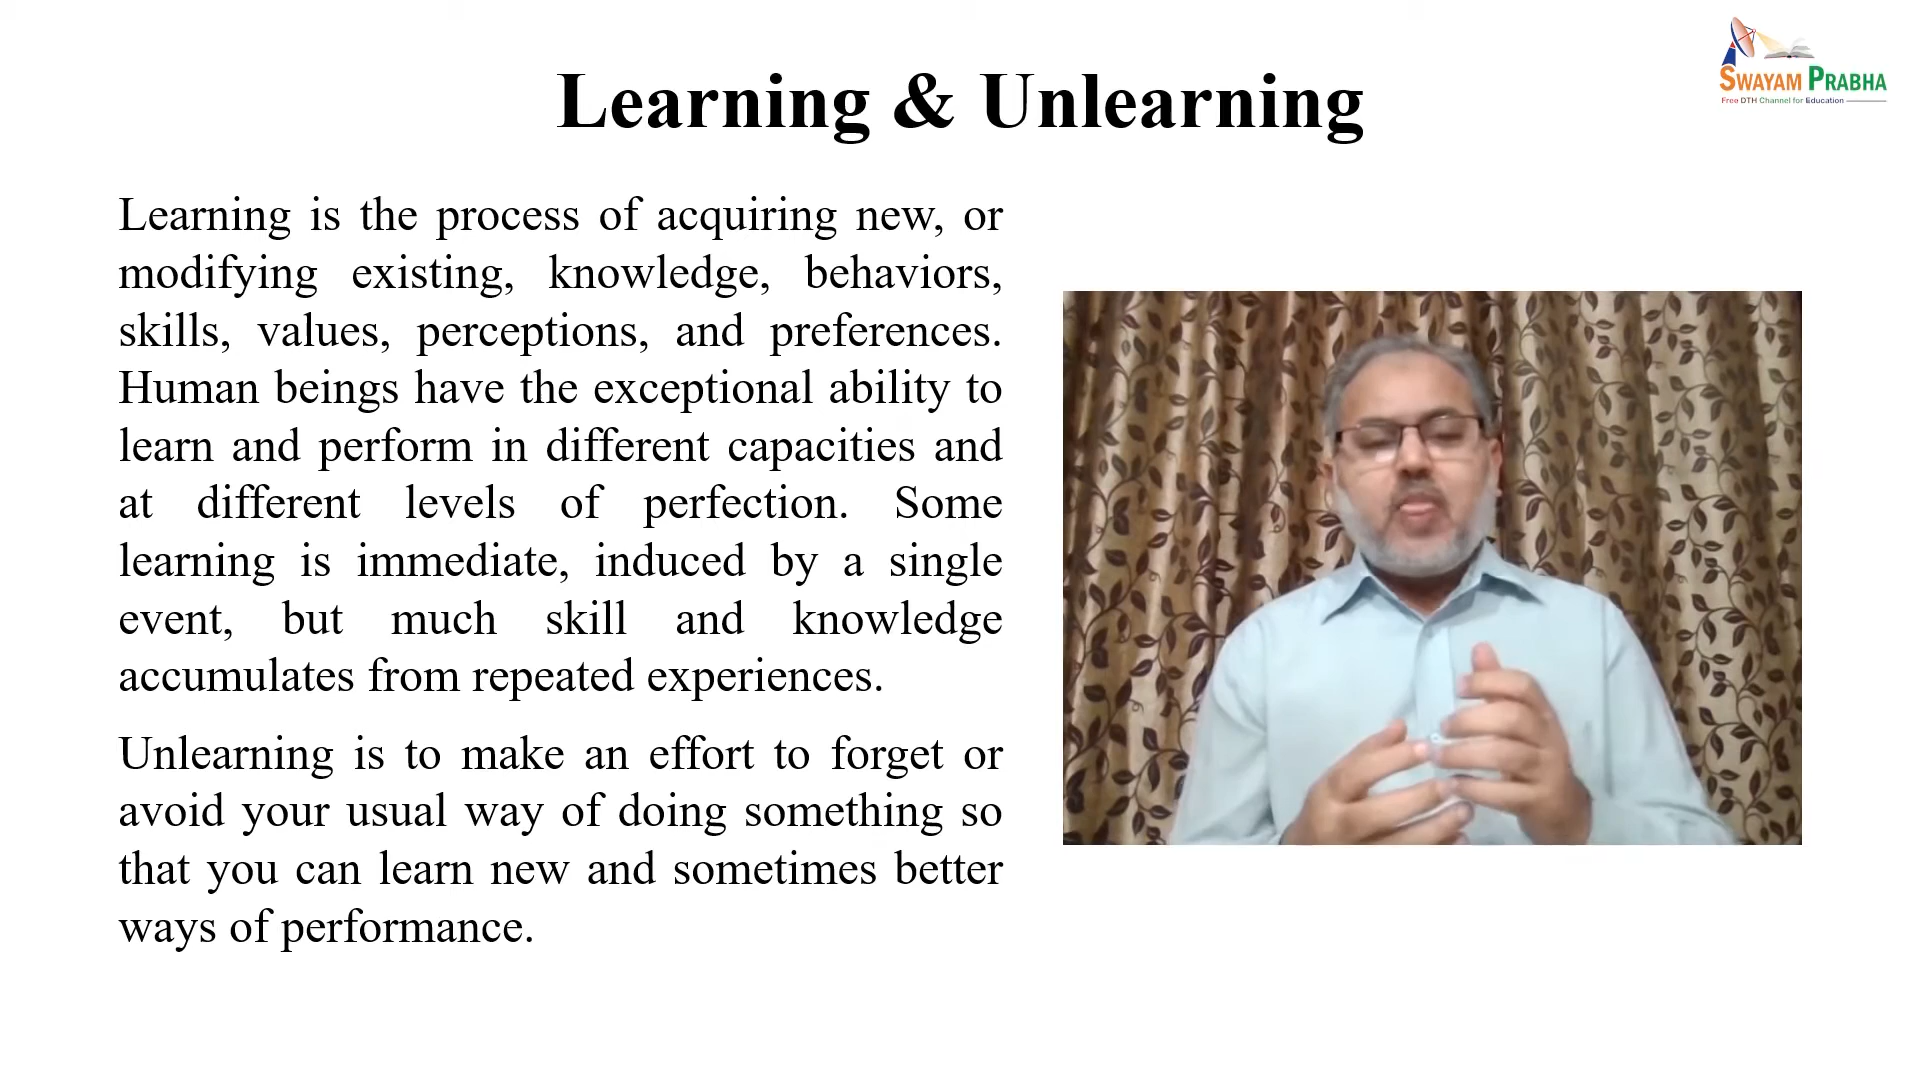 SWAYAM PRABHA
Free DTH Channel for Education
Learning & Unlearning
Learning is the process of acquiring new, or
modifying existing, knowledge, behaviors,
skills, values, perceptions, and preferences.
Human beings have the exceptional ability to
learn and perform in different capacities and
at different levels of perfection. Some
learning is immediate, induced by a single
event, but much skill and knowledge
accumulates from repeated experiences.
Unlearning is to make an effort to forget or
avoid your usual way of doing something so
that you can learn new and sometimes better
ways of performance.